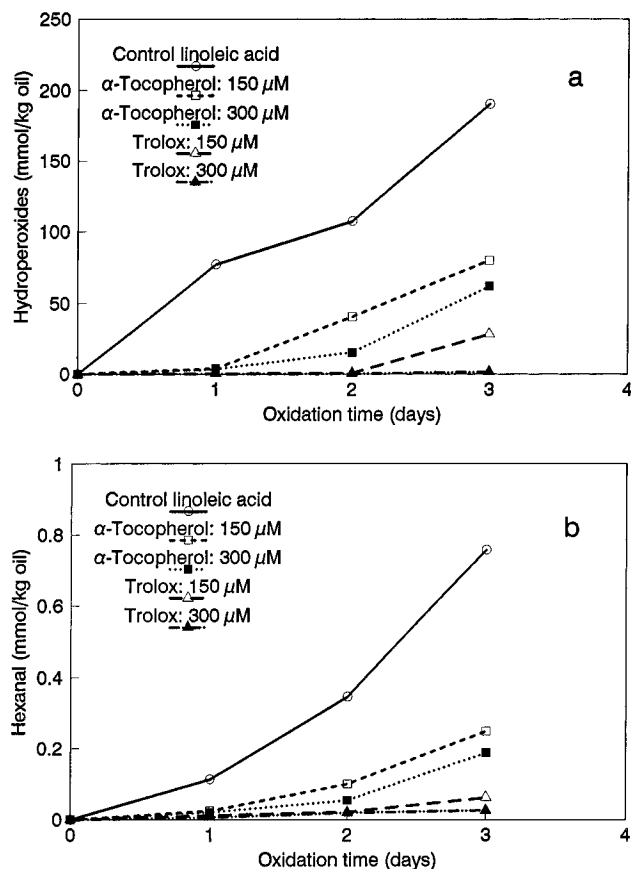 a
Control linoleic acid
α-Tocopherol: 150 μM
α-Tocopherol: 300 μM
Trolox: 150 μM
Trolox: 300 μM
Hydroperoxides (mmol/kg oil)
250
200
150
100
50
0
0 1 2 3 4
Oxidation time (days)
b
Control linoleic acid
α-Tocopherol: 150 μM
α-Tocopherol: 300 μM
Trolox: 150 μM
Trolox: 300 μM
Hexanal (mmol/kg oil)
1
0.8
0.6
0.4
0.2
0
0 1 2 3 4
Oxidation time (days)